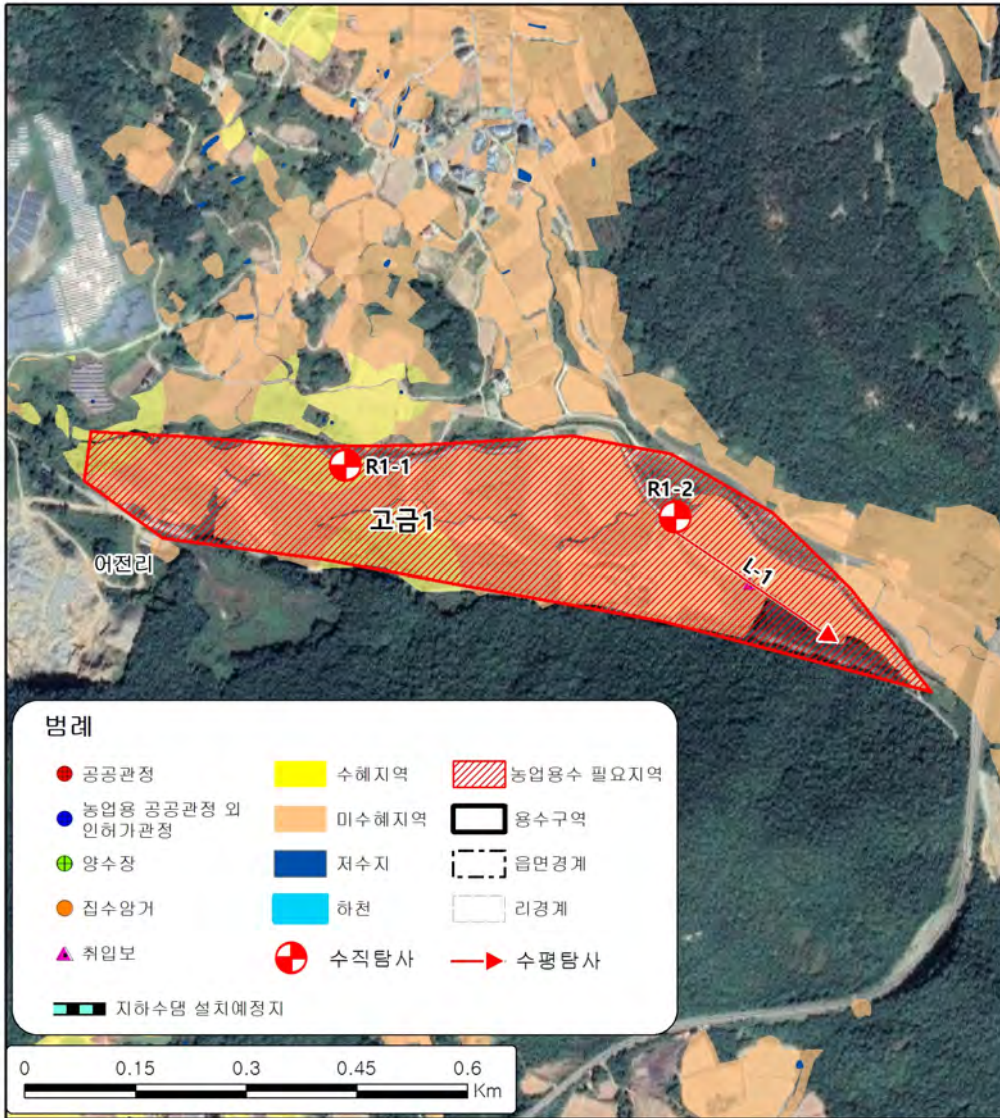 R1-1
R1-2
고금1
L-1
어전리
범례
공공관정
농업용 공공관정 외
인허가관정
양수장
집수암거
취입보
수혜지역
미수혜지역
저수지
하천
수직탐사
농업용수 필요지역
용수구역
읍면경계
리경계
수평탐사
지하수댐 설치예정지
0 0.15 0.3 0.45 0.6
Km